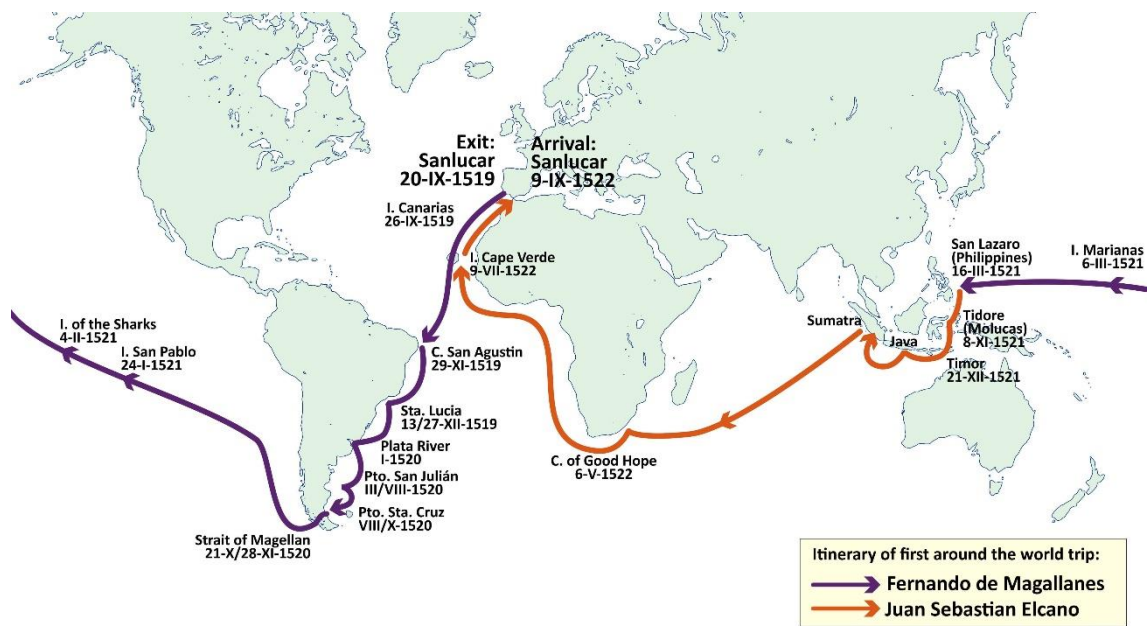 Exit:
Sanlucar
20-IX-1519
Arrival:
Sanlucar
9-IX-1522
I. Canarias
26-IX-1519
I. Cape Verde
9-VII-1522
San Lazaro
(Philippines)
16-III-1521
I. Marianas
6-III-1521
I. of the Sharks
4-II-1521
I. San Pablo
24-I-1521
C. San Agustin
29-XI-1519
Sumatra
Java
Tidore
(Molucas)
8-XI-1521
Timor
21-XII-1521
Sta. Lucia
13/27-XII-1519
Plata River
I-1520
Pto. San Julián
III/VIII-1520
Pto. Sta. Cruz
VIII/X-1520
C. of Good Hope
6-V-1522
Strait of Magellan
21-X/28-XI-1520
Itinerary of first around the world trip:
Fernando de Magallanes
Juan Sebastian Elcano